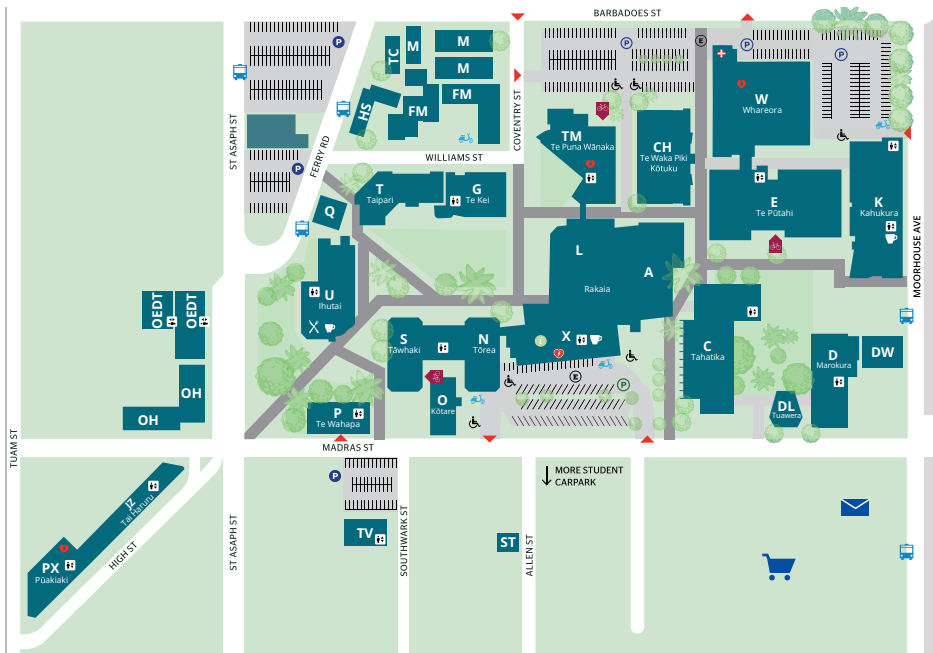 BARBADOES ST
P
E
P
P
P
TC
M
M
M
FM
FM
HS
COVENTRY ST
W
Whareora
TM
Te Puna Wānaka
CH
Te Waka Piki
Kōtuku
ST ASAPH ST
FERRY RD
P
WILLIAMS ST
T
Taipari
G
Te Kei
Q
E
Te Pūtahi
K
Kahukura
MOORHOUSE AVE
L
A
Rakaia
OEDT
OEDT
U
Ihutai
S
Tāwhaki
N
Tōrea
X
i
C
Tahatika
D
Marokura
DW
E
P
OH
OH
O
Kōtare
P
Te Wahapa
DL
Tuawera
TUAM ST
MADRAS ST
P
MORE STUDENT
CARPARK
JZ
Tai Haruru
TV
ST
SOUTHWARK ST
ALLEN ST
ST ASAPH ST
HIGH ST
PX
Pūakiaki